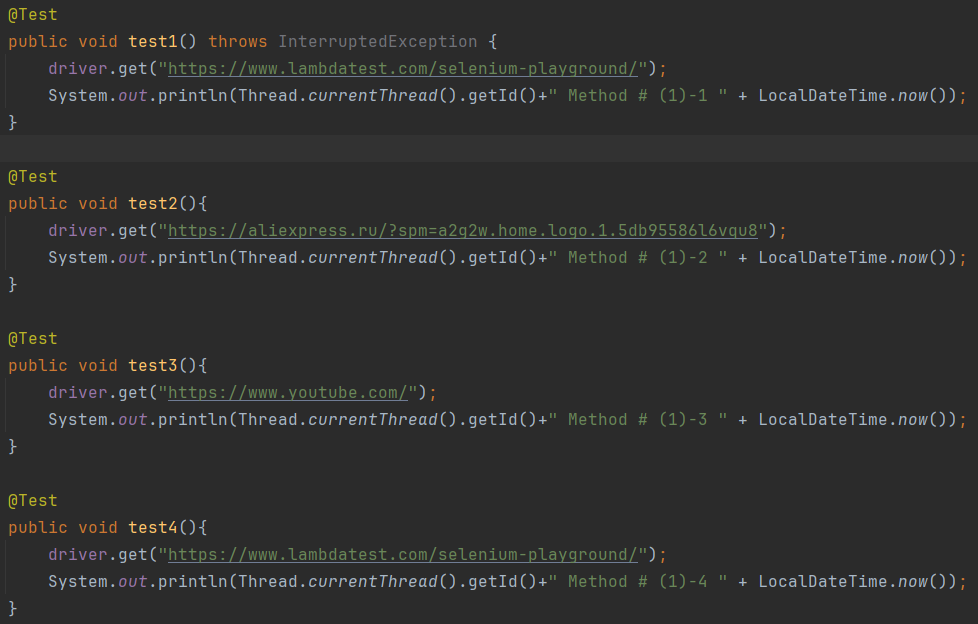 @Test
public void test1() throws InterruptedException {
    driver.get("https://www.lambdatest.com/selenium-playground/");
    System.out.println(Thread.currentThread().getId()+" Method # (1)-1 " + LocalDateTime.now());
}
@Test
public void test2(){
    driver.get("https://aliexpress.ru/?spm=a2g2w.home.logo.1.5db95586l6vqu8");
    System.out.println(Thread.currentThread().getId()+" Method # (1)-2 " + LocalDateTime.now());
}
@Test
public void test3(){
    driver.get("https://www.youtube.com/");
    System.out.println(Thread.currentThread().getId()+" Method # (1)-3 " + LocalDateTime.now());
}
@Test
public void test4(){
    driver.get("https://www.lambdatest.com/selenium-playground/");
    System.out.println(Thread.currentThread().getId()+" Method # (1)-4 " + LocalDateTime.now());
}